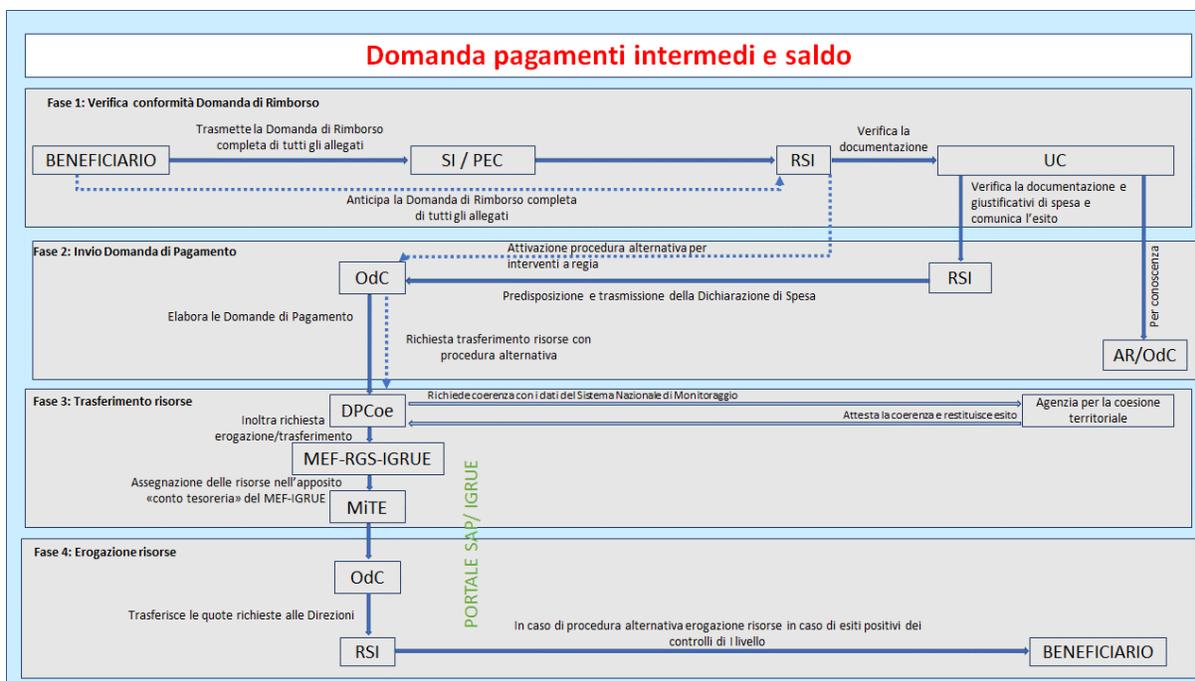 Domanda pagamenti intermedi e saldo
Fase 1: Verifica conformità Domanda di Rimborso
Trasmette la Domanda di Rimborso
completa di tutti gli allegati
Verifica la
documentazione
BENEFICIARIO
SI / PEC
RSI
UC
Anticipa la Domanda di Rimborso completa
di tutti gli allegati
Verifica la documentazione e
giustificativi di spesa e
comunica l'esito
Fase 2: Invio Domanda di Pagamento
Attivazione procedura alternativa per
interventi a regia
OdC
RSI
Predisposizione e trasmissione della Dichiarazione di Spesa
Per conoscenza
Elabora le Domande di Pagamento
Richiesta trasferimento risorse con
procedura alternativa
AR/OdC
Fase 3: Trasferimento risorse
DPCoe
Richiede coerenza con i dati del Sistema Nazionale di Monitoraggio
Attesta la coerenza e restituisce esito
Agenzia per la coesione
territoriale
Inoltra richiesta
erogazione/trasferimento
MEF-RGS-IGRUE
Assegnazione delle risorse nell'apposito
«conto tesoreria» del MEF-IGRUE
MiTE
PORTALE SAP/ IGRUE
Fase 4: Erogazione risorse
OdC
Trasferisce le quote richieste alle Direzioni
In caso di procedura alternativa erogazione risorse in caso di esiti positivi dei
controlli di I livello
RSI
BENEFICIARIO